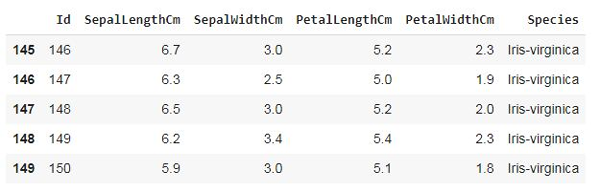 Id SepalLengthCm SepalWidthCm PetalLengthCm PetalWidthCm Species
145 146 6.7 3.0 5.2 2.3 Iris-virginica
146 147 6.3 2.5 5.0 1.9 Iris-virginica
147 148 6.5 3.0 5.2 2.0 Iris-virginica
148 149 6.2 3.4 5.4 2.3 Iris-virginica
149 150 5.9 3.0 5.1 1.8 Iris-virginica